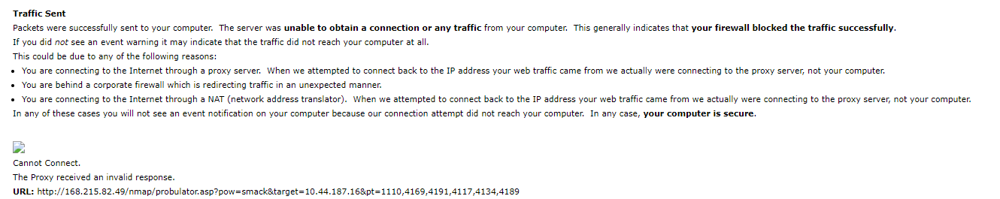 Traffic Sent
Packets were successfully sent to your computer.  The server was unable to obtain a connection or any traffic from your computer.  This generally indicates that your firewall blocked the traffic successfully.
If you did not see an event warning it may indicate that the traffic did not reach your computer at all.
This could be due to any of the following reasons:
• You are connecting to the Internet through a proxy server.  When we attempted to connect back to the IP address your web traffic came from we actually were connecting to the proxy server, not your computer.
• You are behind a corporate firewall which is redirecting traffic in an unexpected manner.
• You are connecting to the Internet through a NAT (network address translator).  When we attempted to connect back to the IP address your web traffic came from we actually were connecting to the proxy server, not your computer.
In any of these cases you will not see an event notification on your computer because our connection attempt did not reach your computer.  In any case, your computer is secure.
Cannot Connect.
The Proxy received an invalid response.
URL: http://168.215.82.49/nmap/probulator.asp?pow=smack&target=10.44.187.16&pt=1110,4169,4191,4117,4134,4189